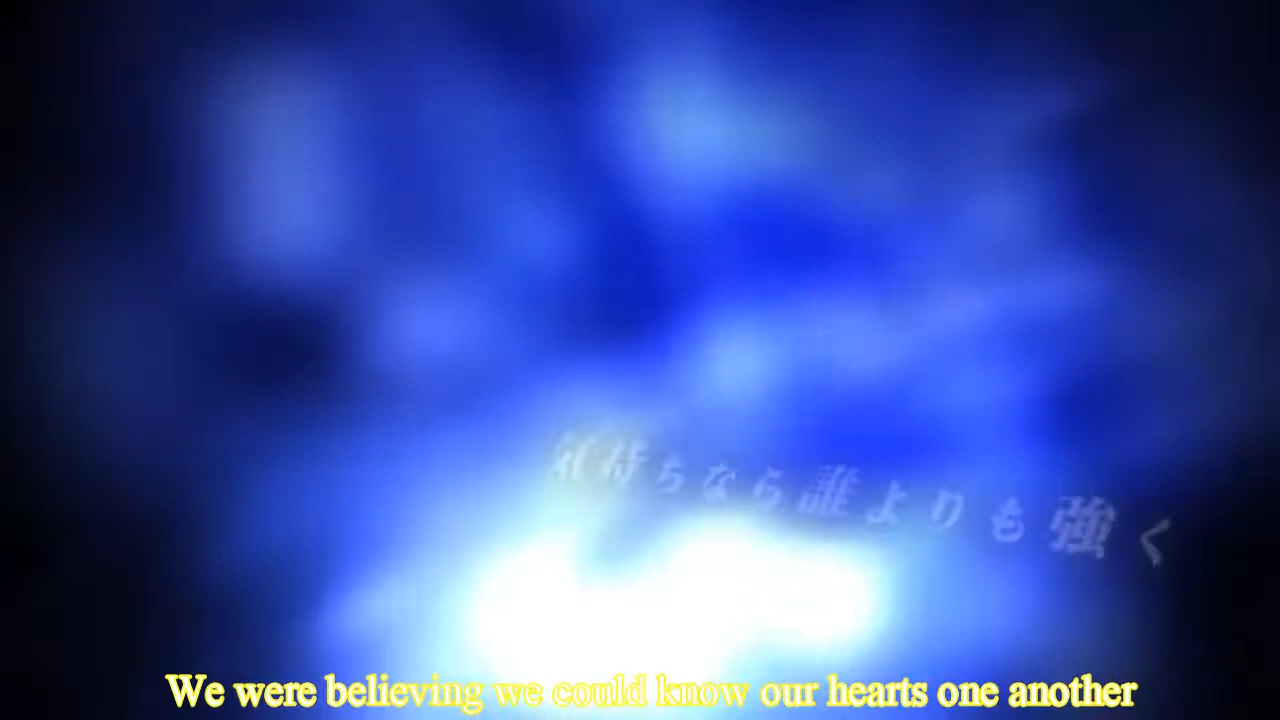 気持ちなら誰よりも強く
We were believing we could know our hearts one another